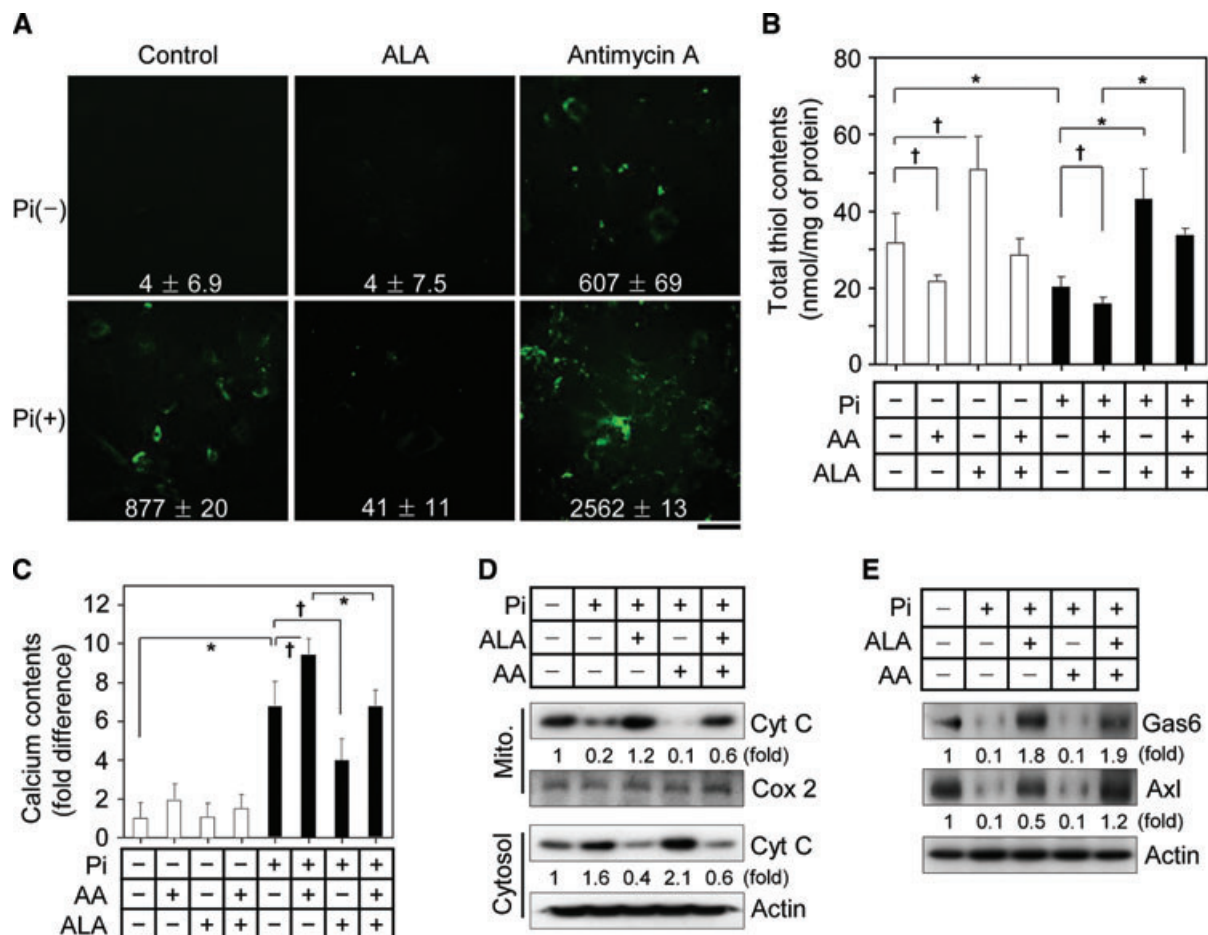 A
Control ALA Antimycin A
Pi(−)
4 ± 6.9 4 ± 7.5 607 ± 69
Pi(+)
877 ± 20 41 ± 11 2562 ± 13
B
Total thiol contents
(nmol/mg of protein)
80
60
40
20
0
* * † † * †
Pi − − − − + + + +
AA − + − + − + − +
ALA − − + + − − + +
C
Calcium contents
(fold difference)
12
10
8
6
4
2
0
* † † *
Pi − − − − + + + +
AA − + − + − + − +
ALA − − + + − − + +
D
Pi − + + + +
ALA − − + − +
AA − − − + +
Mito.
Cyt C
1 0.2 1.2 0.1 0.6 (fold)
Cox 2
Cytosol
Cyt C
1 1.6 0.4 2.1 0.6 (fold)
Actin
E
Pi − + + + +
ALA − − + − +
AA − − − + +
Gas6
1 0.1 1.8 0.1 1.9 (fold)
Axl
1 0.1 0.5 0.1 1.2 (fold)
Actin